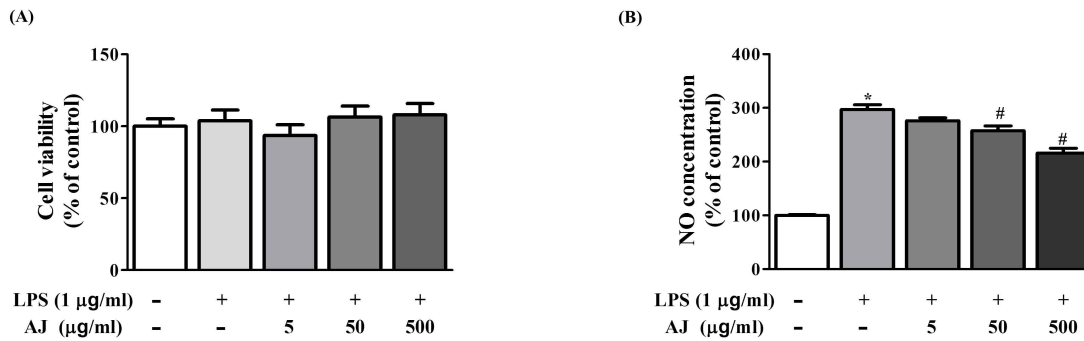 (A)
(B)
150
100
50
0
Cell viability
(% of control)
LPS (1 μg/ml) - + + + +
AJ (μg/ml) - - 5 50 500
400
300
200
100
0
NO concentration
(% of control)
*
#
#
LPS (1 μg/ml) - + + + +
AJ (μg/ml) - - 5 50 500